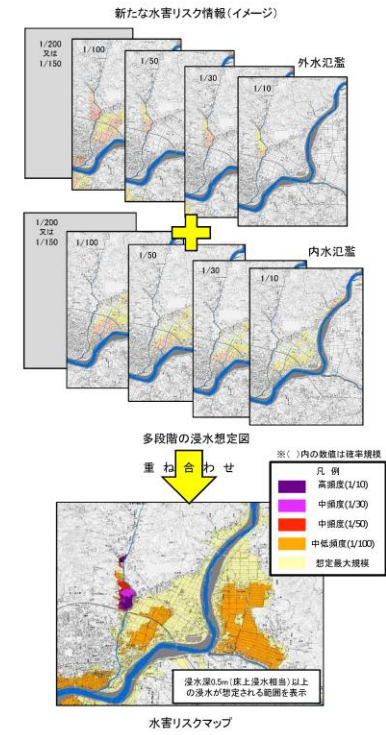 新たな水害リスク情報(イメージ)
1/200
又は
1/150
1/100
1/50
1/30
1/10
外水氾濫
1/200
又は
1/150
1/100
1/50
1/30
1/10
内水氾濫
多段階の浸水想定図
重ね合わせ
※( )内の数値は確率規模
凡 例
高頻度(1/10)
中頻度(1/30)
中頻度(1/50)
中低頻度(1/100)
想定最大規模
浸水深0.5m(床上浸水相当)以上
の浸水が想定される範囲を表示
水害リスクマップ